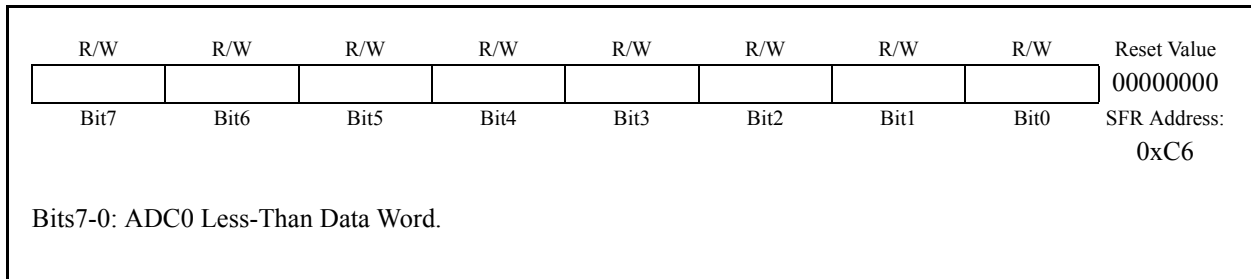 R/W R/W R/W R/W R/W R/W R/W R/W Reset Value
00000000
Bit7 Bit6 Bit5 Bit4 Bit3 Bit2 Bit1 Bit0 SFR Address:
0xC6
Bits7-0: ADC0 Less-Than Data Word.